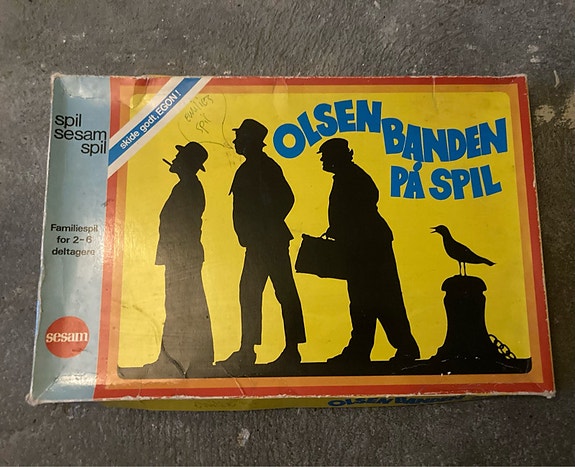 spil
sesam
spil
skide godt, EGON!
OLSEN BANDEN
PÅ SPIL
Familiespil
for 2-6
deltagere
sesam
OLSEN BANDEN